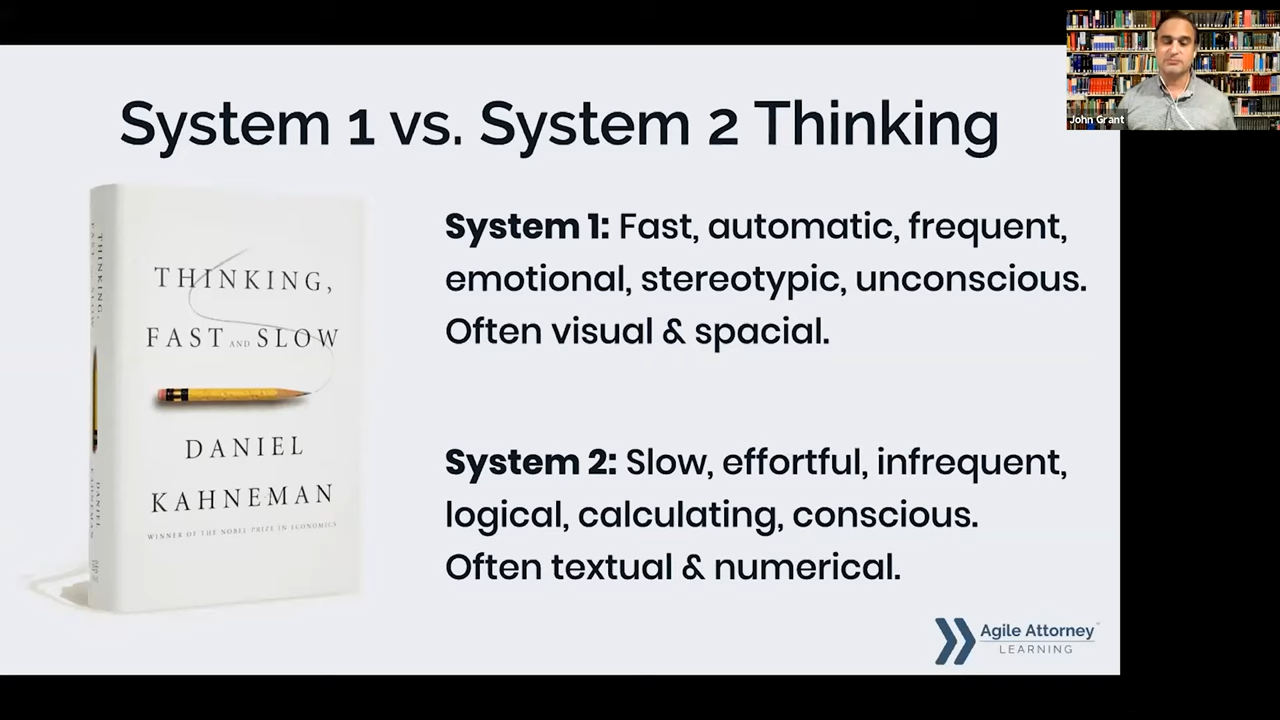 John Grant
System 1 vs. System 2 Thinking
THINKING,
FAST AND SLOW
DANIEL
KAHNEMAN
WINNER OF THE NOBEL PRIZE IN ECONOMICS
System 1: Fast, automatic, frequent,
emotional, stereotypic, unconscious.
Often visual & spacial.
System 2: Slow, effortful, infrequent,
logical, calculating, conscious.
Often textual & numerical.
Agile Attorney™
LEARNING